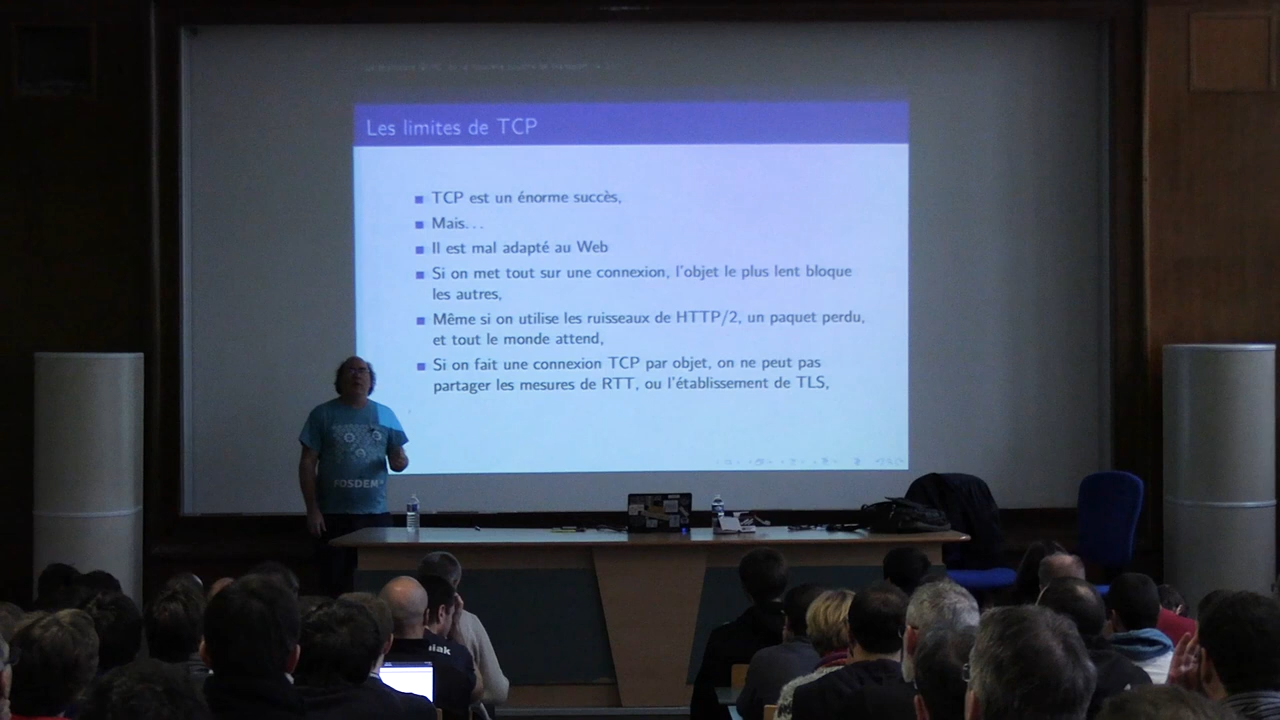 Les limites de TCP
TCP est un énorme succès,
Mais...
Il est mal adapté au Web
Si on met tout sur une connexion, l'objet le plus lent bloque
les autres,
Même si on utilise les ruisseaux de HTTP/2, un paquet perdu,
et tout le monde attend,
Si on fait une connexion TCP par objet, on ne peut pas
partager les mesures de RTT, ou l'établissement de TLS,
FOSDEM